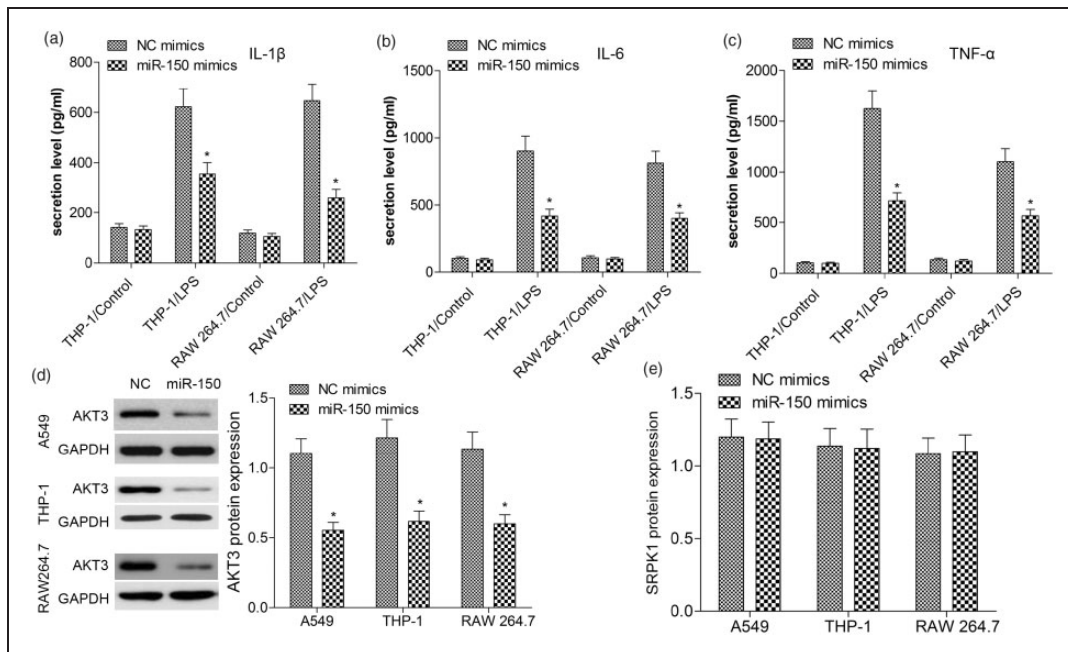 (a)
NC mimics
miR-150 mimics
IL-1β
secretion level (pg/ml)
800
600
400
200
0
*
*
THP-1/Control
THP-1/LPS
RAW 264.7/Control
RAW 264.7/LPS
(b)
NC mimics
miR-150 mimics
IL-6
secretion level (pg/ml)
1500
1000
500
0
*
*
THP-1/Control
THP-1/LPS
RAW 264.7/Control
RAW 264.7/LPS
(c)
NC mimics
miR-150 mimics
TNF-α
secretion level (pg/ml)
2000
1500
1000
500
0
*
*
THP-1/Control
THP-1/LPS
RAW 264.7/Control
RAW 264.7/LPS
(d)
NC miR-150
A549
AKT3
GAPDH
THP-1
AKT3
GAPDH
RAW264.7
AKT3
GAPDH
NC mimics
miR-150 mimics
AKT3 protein expression
1.5
1.0
0.5
0.0
*
*
*
A549 THP-1 RAW 264.7
(e)
NC mimics
miR-150 mimics
SRPK1 protein expression
1.5
1.0
0.5
0.0
A549 THP-1 RAW 264.7